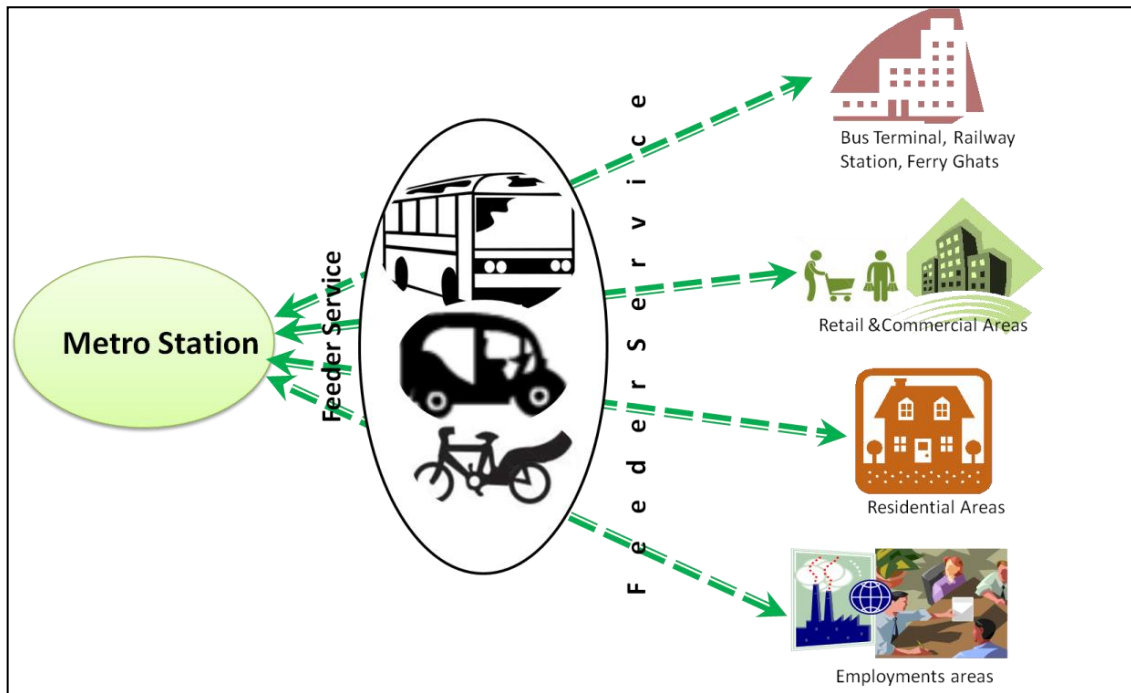 Metro Station
Feeder Service
Feeder Service
Bus Terminal, Railway
Station, Ferry Ghats
Retail &Commercial Areas
Residential Areas
Employments areas